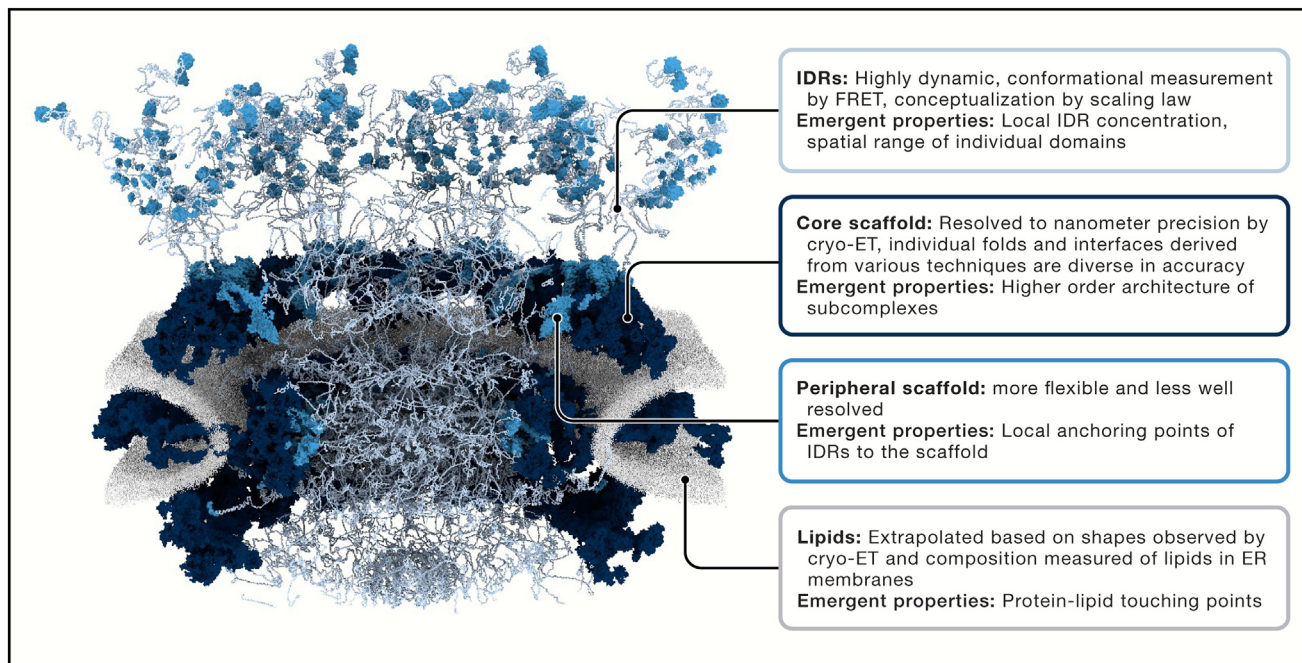 IDRs: Highly dynamic, conformational measurement
by FRET, conceptualization by scaling law
Emergent properties: Local IDR concentration,
spatial range of individual domains
Core scaffold: Resolved to nanometer precision by
cryo-ET, individual folds and interfaces derived
from various techniques are diverse in accuracy
Emergent properties: Higher order architecture of
subcomplexes
Peripheral scaffold: more flexible and less well
resolved
Emergent properties: Local anchoring points of
IDRs to the scaffold
Lipids: Extrapolated based on shapes observed by
cryo-ET and composition measured of lipids in ER
membranes
Emergent properties: Protein-lipid touching points